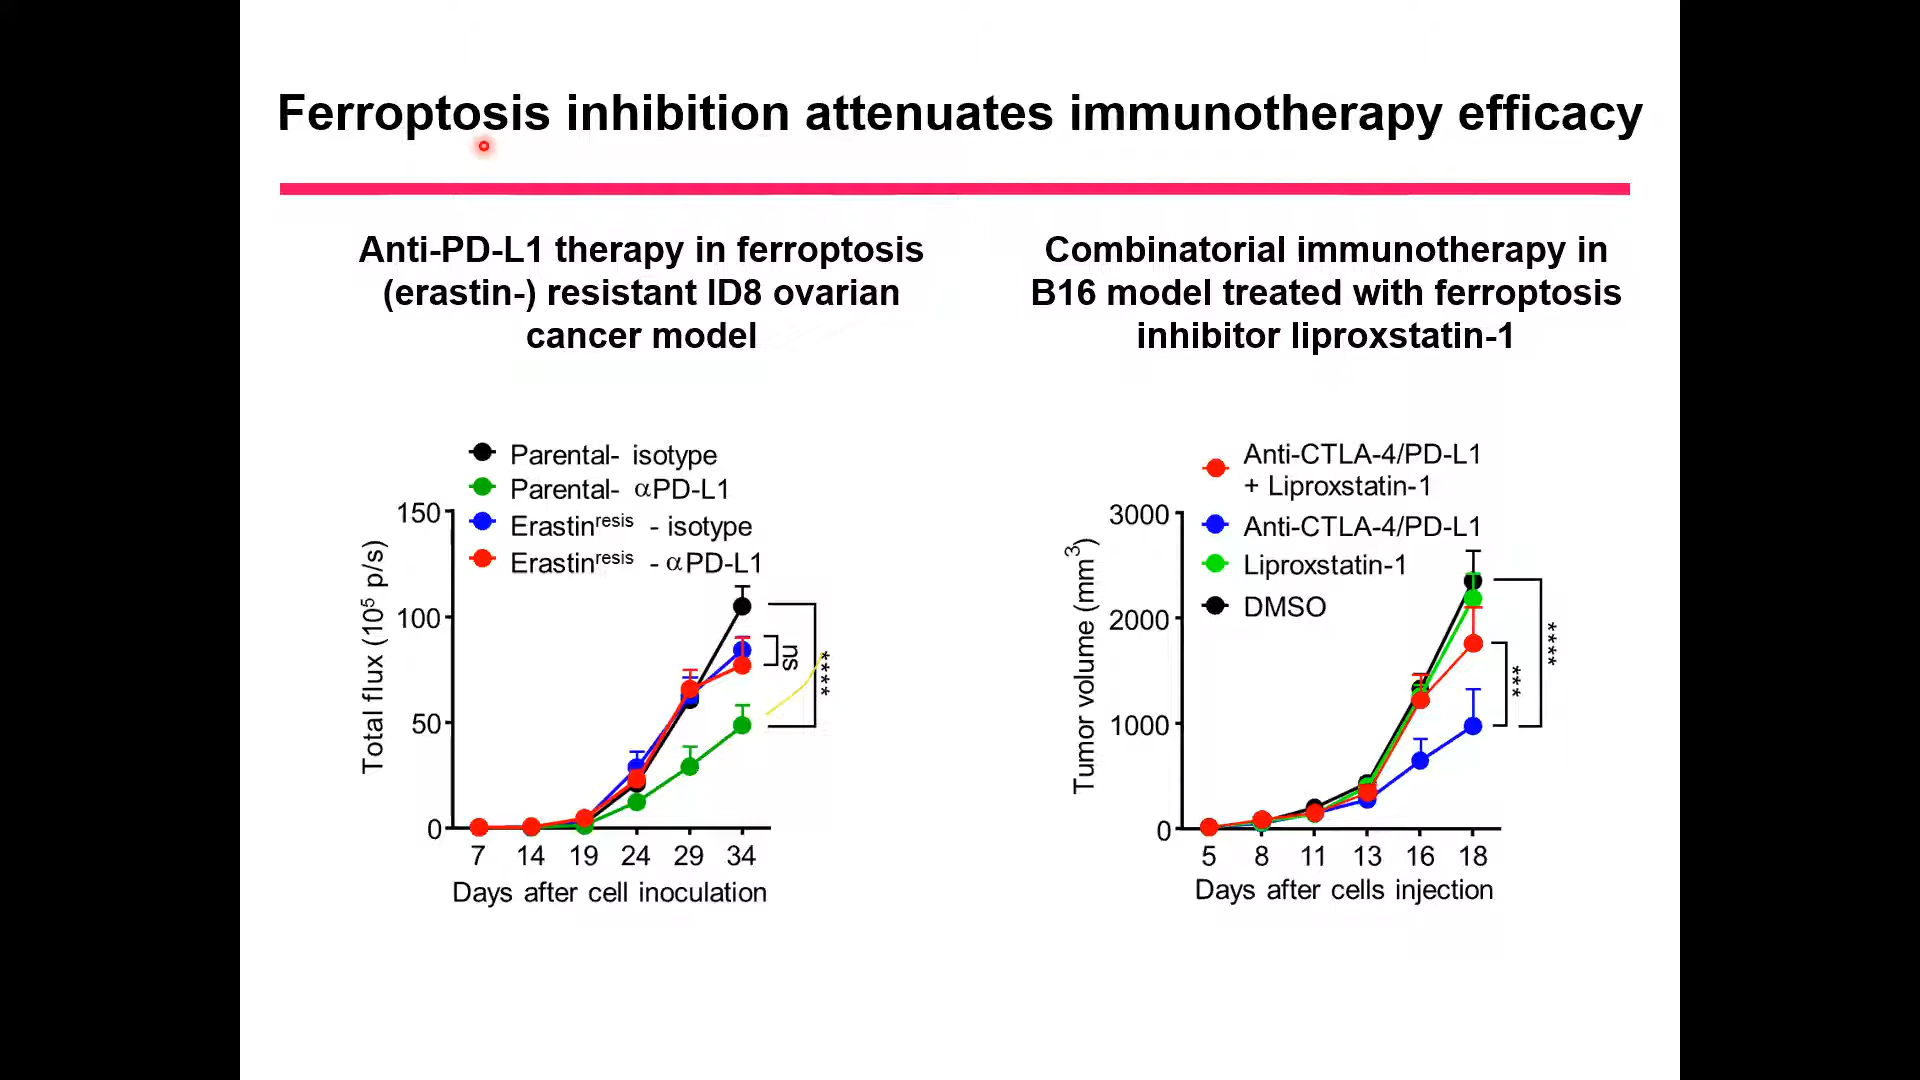 Ferroptosis inhibition attenuates immunotherapy efficacy
Anti-PD-L1 therapy in ferroptosis
(erastin-) resistant ID8 ovarian
cancer model
Parental- isotype
Parental- αPD-L1
Erastinresis - isotype
Erastinresis - αPD-L1
150
100
50
0
Total flux (10⁵ p/s)
7 14 19 24 29 34
Days after cell inoculation
ns
****
Combinatorial immunotherapy in
B16 model treated with ferroptosis
inhibitor liproxstatin-1
Anti-CTLA-4/PD-L1
+ Liproxstatin-1
Anti-CTLA-4/PD-L1
Liproxstatin-1
DMSO
3000
2000
1000
0
Tumor volume (mm³)
5 8 11 13 16 18
Days after cells injection
***
****